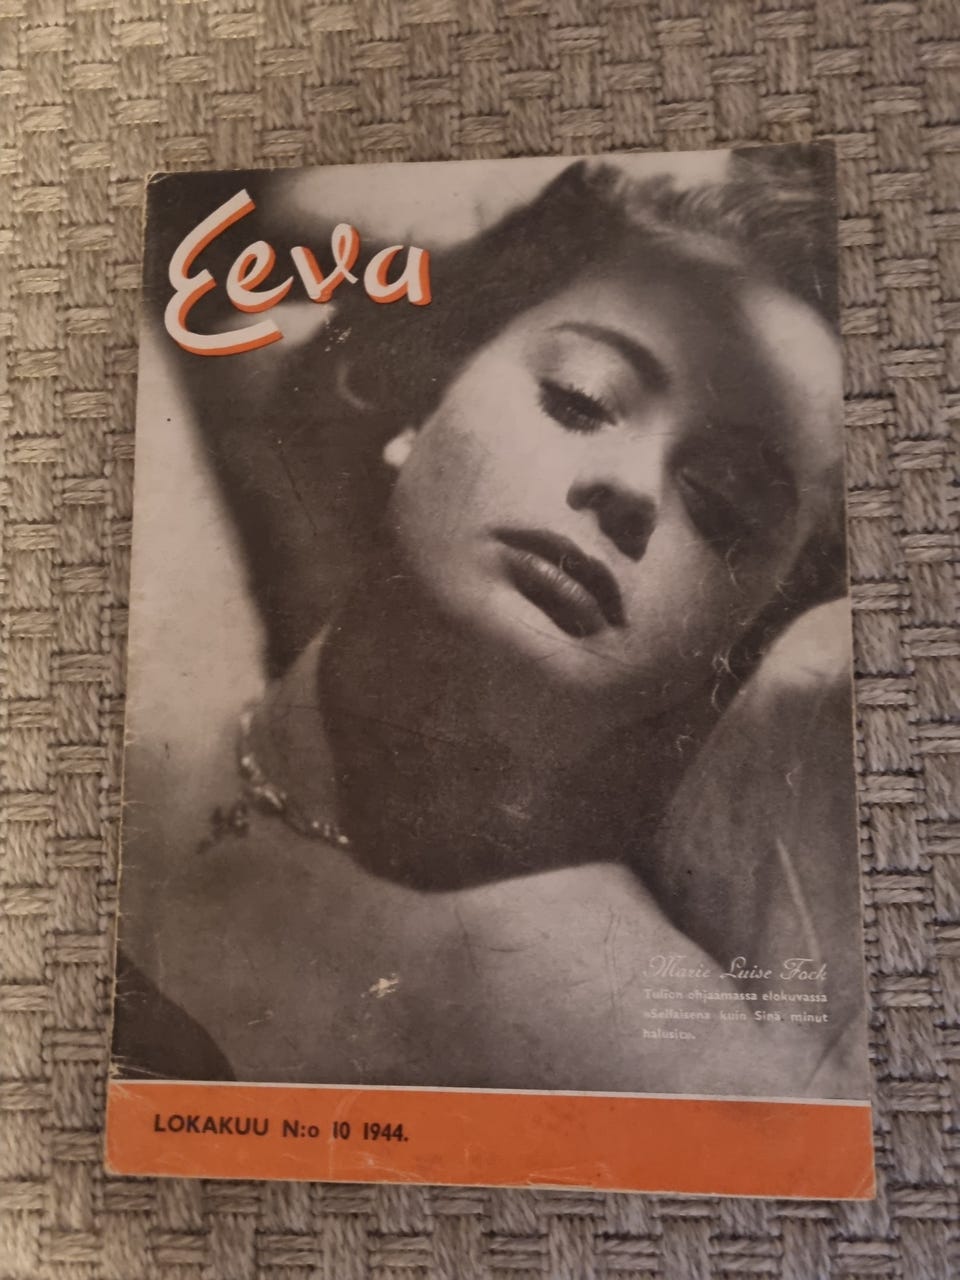 Eeva
Marie Luise Fock
Tulion ohjaamassa elokuvassa
»Sellaisena kuin Sinä minut
halusit».
LOKAKUU N:o 10 1944.